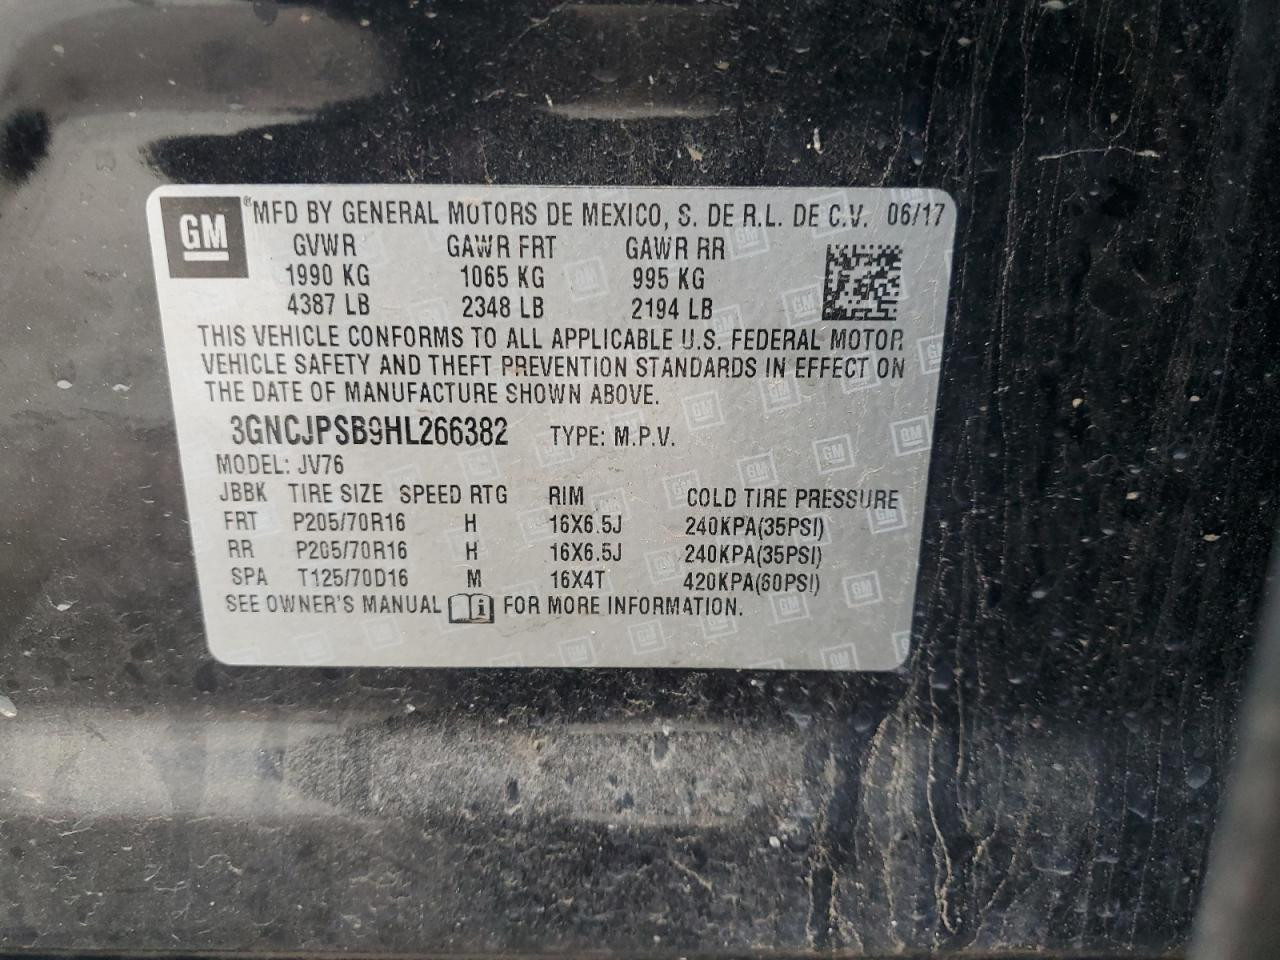 GM ® MFD BY GENERAL MOTORS DE MEXICO, S. DE R.L. DE C.V. 06/17
GVWR GAWR FRT GAWR RR
1990 KG 1065 KG 995 KG
4387 LB 2348 LB 2194 LB
THIS VEHICLE CONFORMS TO ALL APPLICABLE U.S. FEDERAL MOTOR
VEHICLE SAFETY AND THEFT PREVENTION STANDARDS IN EFFECT ON
THE DATE OF MANUFACTURE SHOWN ABOVE.
3GNCJPSB9HL266382 TYPE: M.P.V.
MODEL: JV76
JBBK TIRE SIZE SPEED RTG RIM COLD TIRE PRESSURE
FRT P205/70R16 H 16X6.5J 240KPA(35PSI)
RR P205/70R16 H 16X6.5J 240KPA(35PSI)
SPA T125/70D16 M 16X4T 420KPA(60PSI)
SEE OWNER'S MANUAL i FOR MORE INFORMATION.